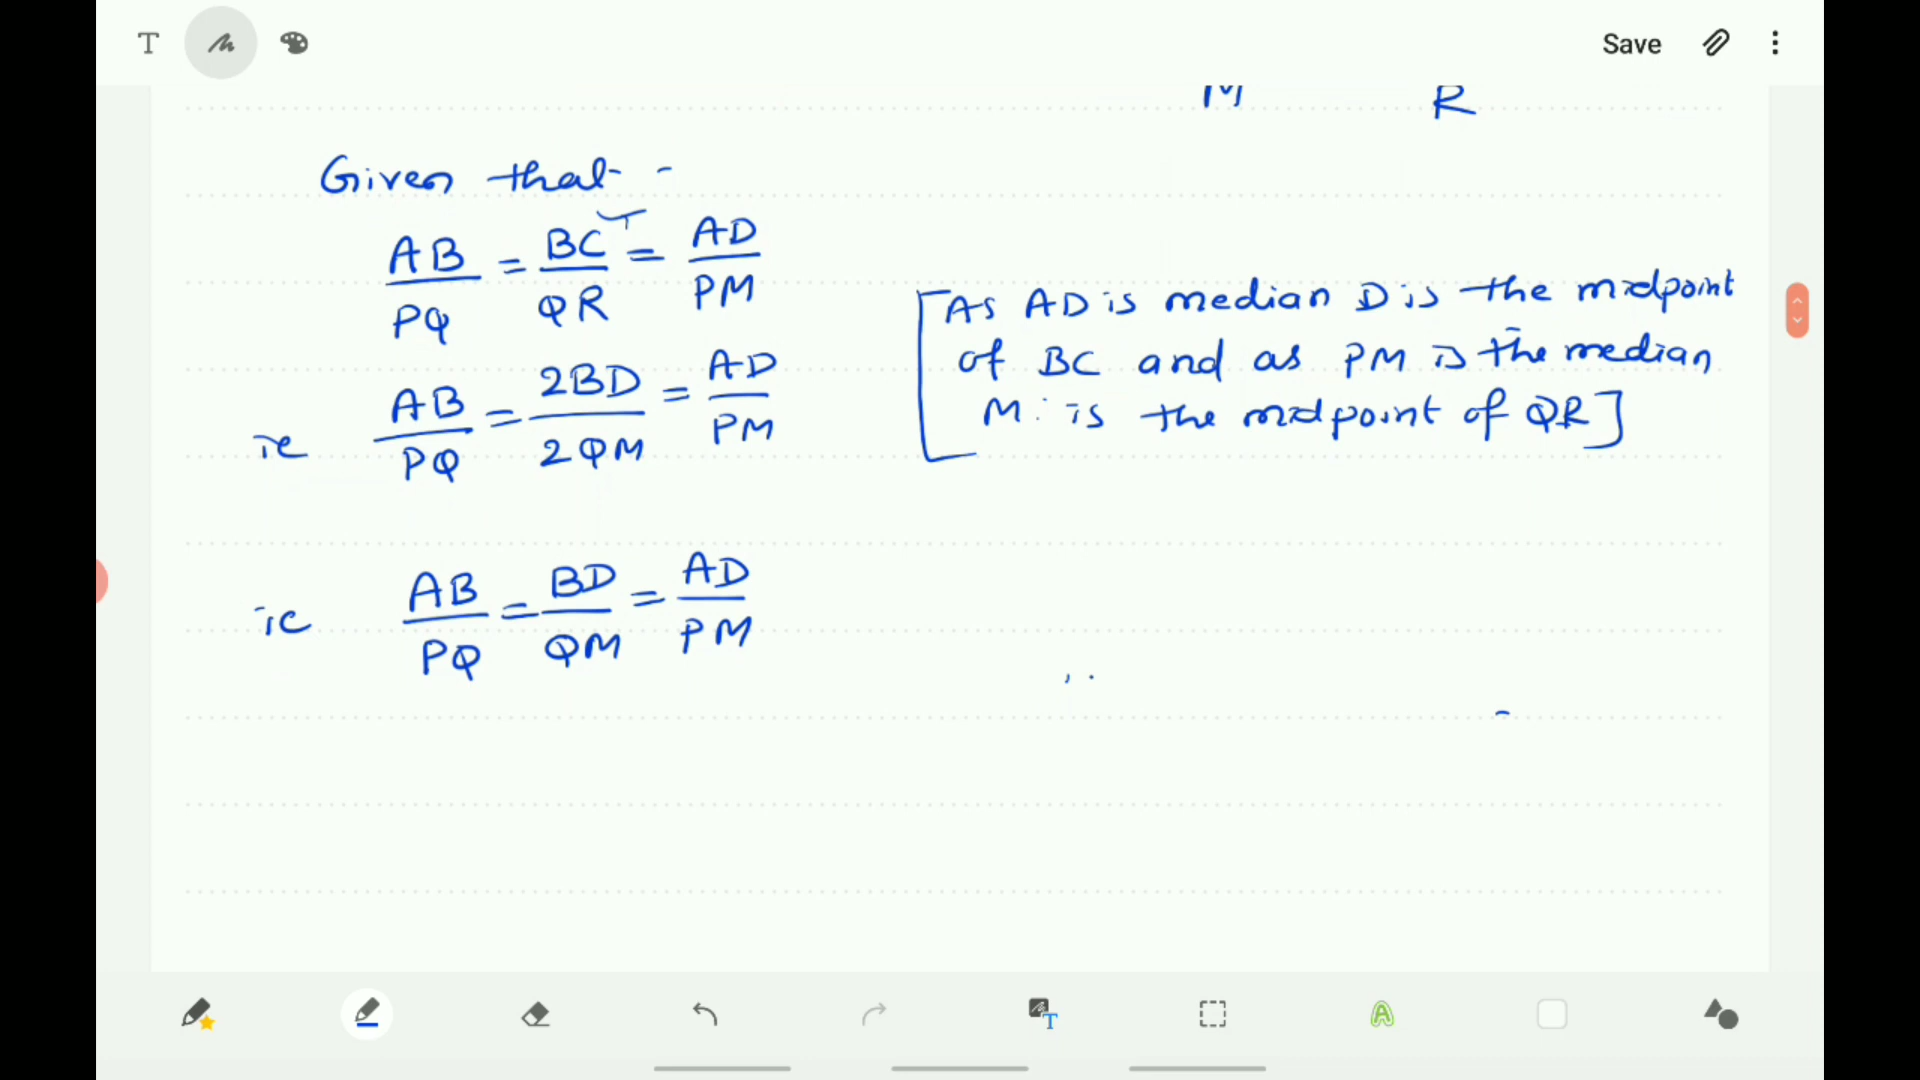 T Save
M R
Given that -
AB/PQ = BC/QR = AD/PM
[As AD is median D is the midpoint
of BC and as PM is the median
M is the midpoint of QR]
ie AB/PQ = 2BD/2QM = AD/PM
ie AB/PQ = BD/QM = AD/PM
T A